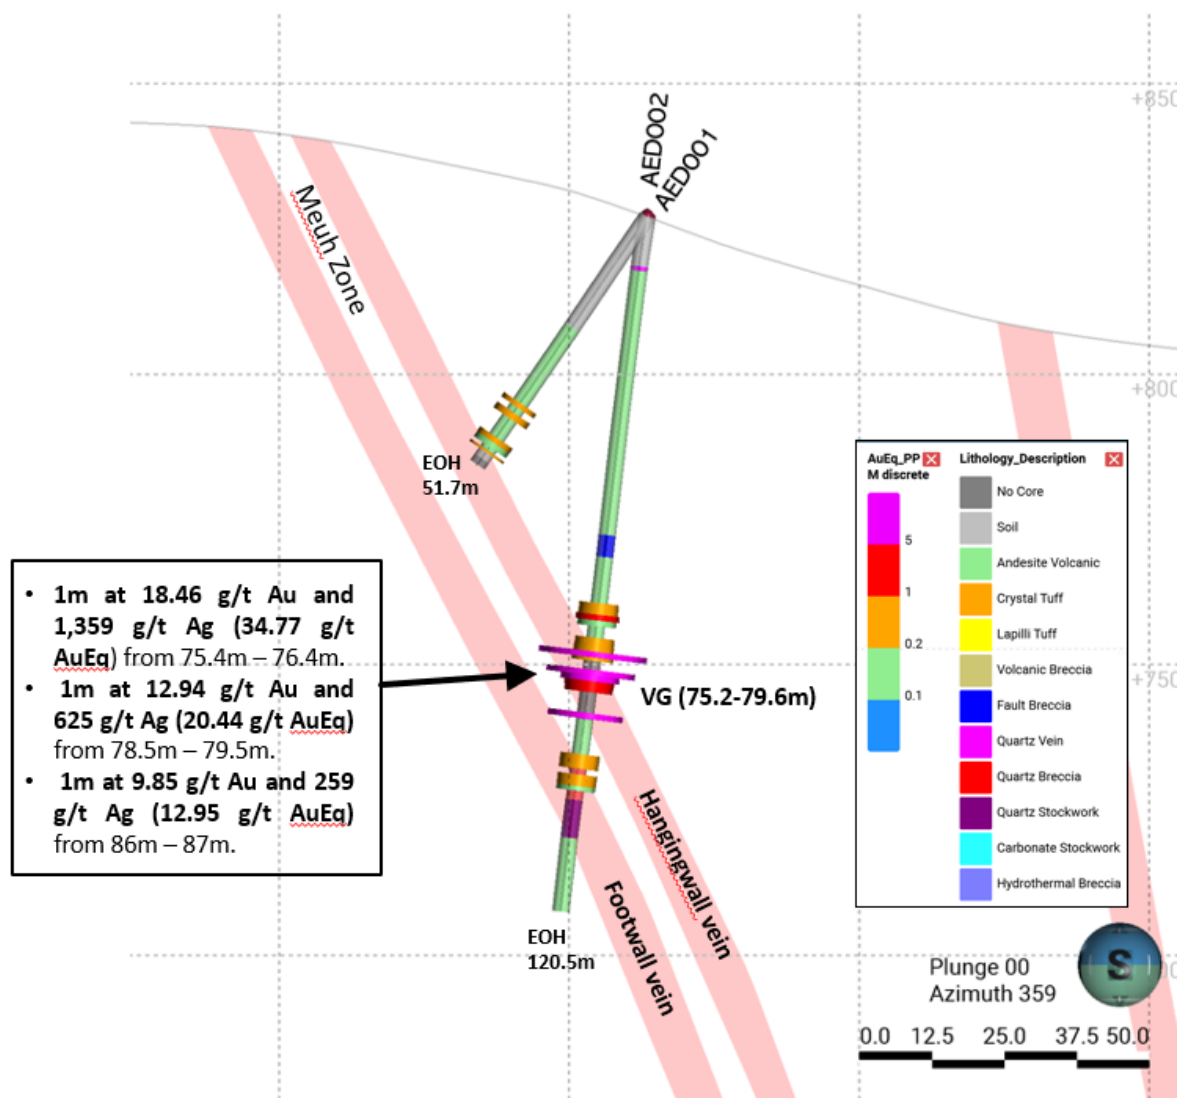 +850
AED002
AED001
Meuh Zone
+800
EOH
51.7m
AuEq_PP
M discrete
5
1
0.2
0.1
Lithology_Description
No Core
Soil
Andesite Volcanic
Crystal Tuff
Lapilli Tuff
Volcanic Breccia
Fault Breccia
Quartz Vein
Quartz Breccia
Quartz Stockwork
Carbonate Stockwork
Hydrothermal Breccia
• 1m at 18.46 g/t Au and
1,359 g/t Ag (34.77 g/t
AuEq) from 75.4m – 76.4m.
• 1m at 12.94 g/t Au and
625 g/t Ag (20.44 g/t AuEq)
from 78.5m – 79.5m.
• 1m at 9.85 g/t Au and 259
g/t Ag (12.95 g/t AuEq)
from 86m – 87m.
+750
VG (75.2-79.6m)
Hangingwall vein
Footwall vein
EOH
120.5m
Plunge 00
Azimuth 359
S
0.0 12.5 25.0 37.5 50.0